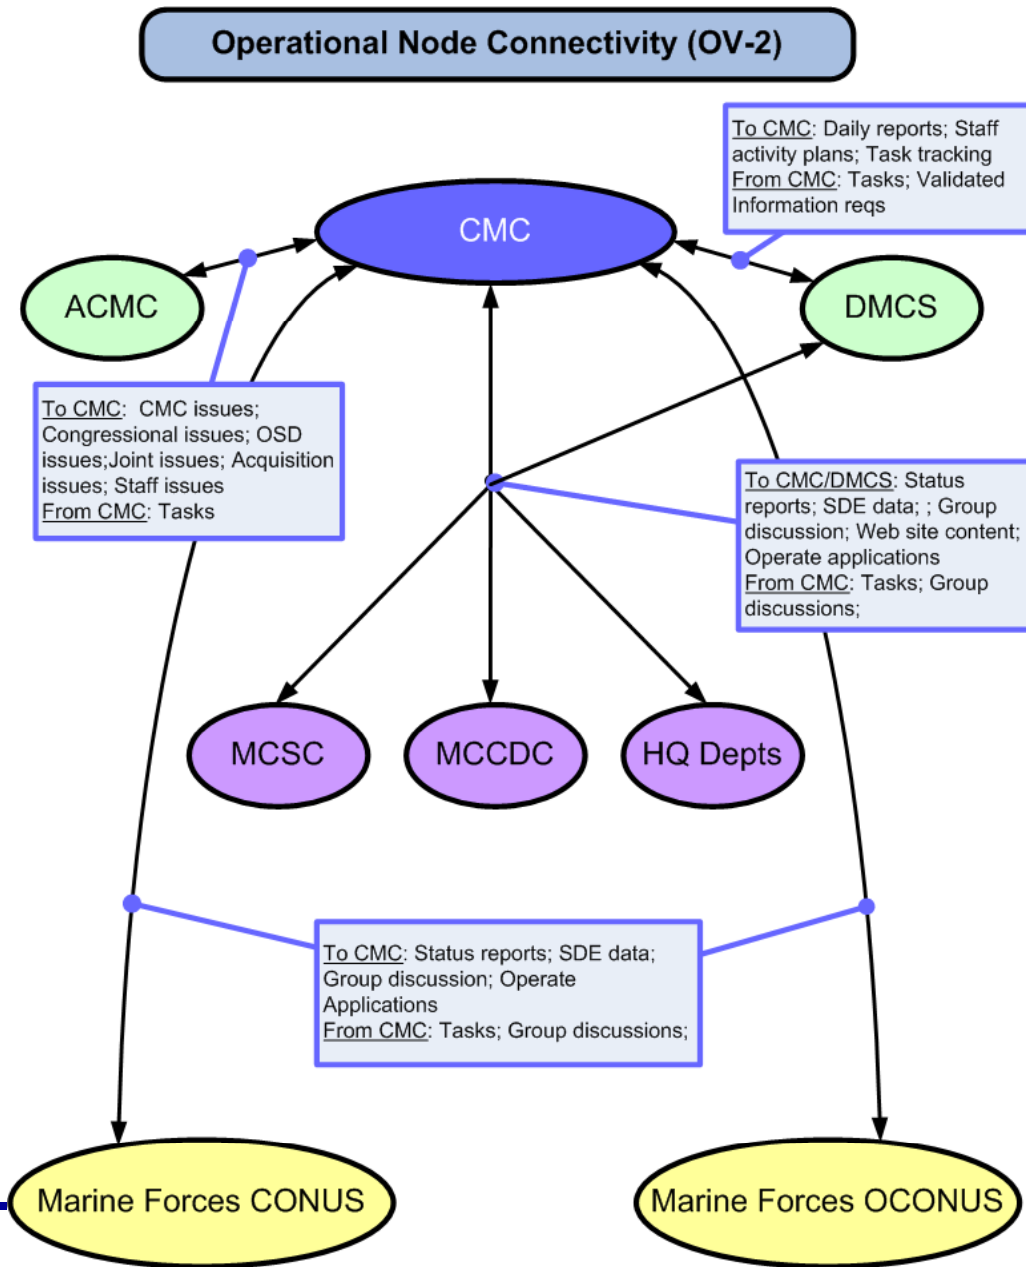 Operational Node Connectivity (OV-2)
To CMC: Daily reports; Staff
activity plans; Task tracking
From CMC: Tasks; Validated
Information reqs
CMC
ACMC
DMCS
To CMC:  CMC issues;
Congressional issues; OSD
issues;Joint issues; Acquisition
issues; Staff issues
From CMC: Tasks
To CMC/DMCS: Status
reports; SDE data; ; Group
discussion; Web site content;
Operate applications
From CMC: Tasks; Group
discussions;
MCSC
MCCDC
HQ Depts
To CMC: Status reports; SDE data;
Group discussion; Operate
Applications
From CMC: Tasks; Group discussions;
Marine Forces CONUS
Marine Forces OCONUS